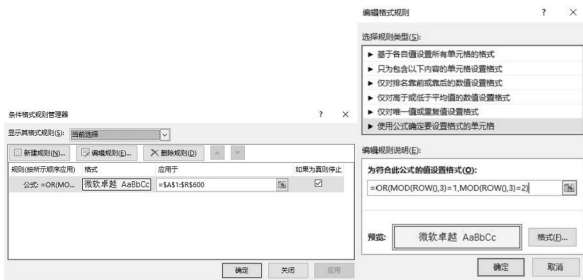 条件格式规则管理器
? ×
显示其格式规则(S): 当前选择
新建规则(N)... 编辑规则(E)... 删除规则(D)
规则(按所示顺序应用) 格式 应用于 如果为真则停止
公式: =OR(MO... 微软卓越 AaBbCc =$A$1:$R$600
确定 关闭 应用
编辑格式规则
? ×
选择规则类型(S):
► 基于各自值设置所有单元格的格式
► 只为包含以下内容的单元格设置格式
► 仅对排名靠前或靠后的数值设置格式
► 仅对高于或低于平均值的数值设置格式
► 仅对唯一值或重复值设置格式
► 使用公式确定要设置格式的单元格
编辑规则说明(E):
为符合此公式的值设置格式(O):
=OR(MOD(ROW(),3)=1,MOD(ROW(),3)=2)
预览: 微软卓越 AaBbCc 格式(F)...
确定 取消